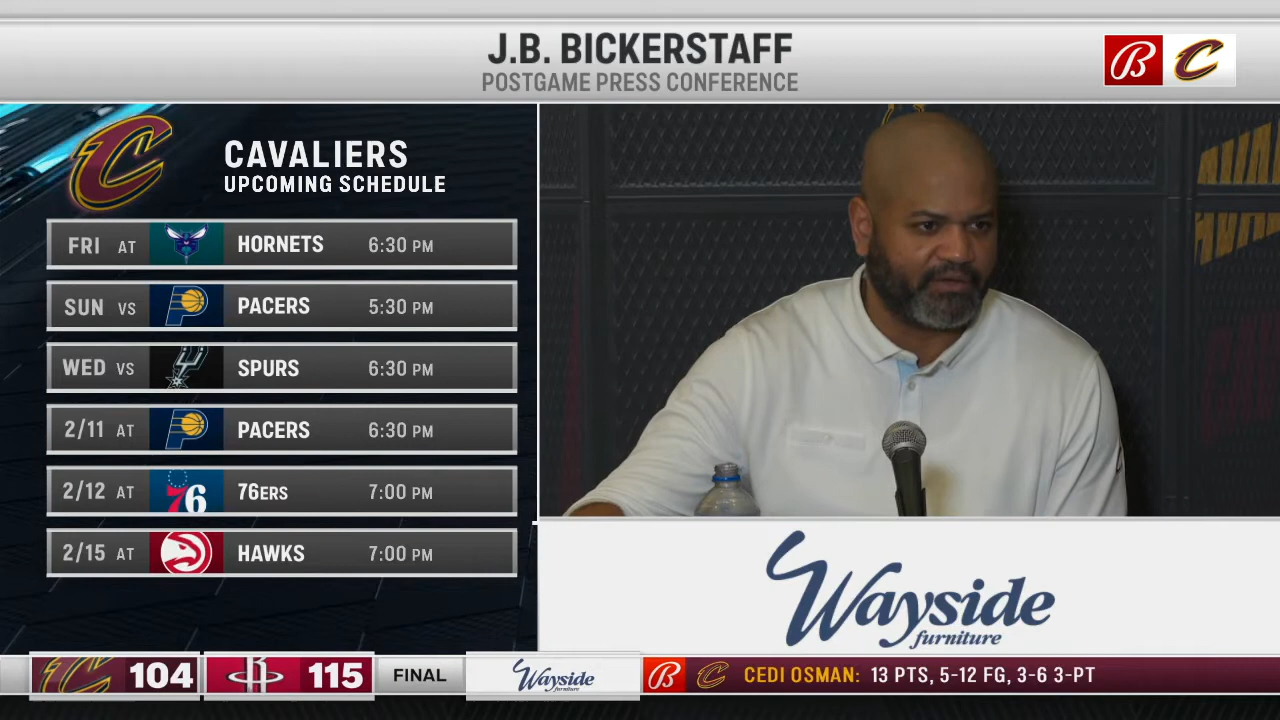 J.B. BICKERSTAFF
POSTGAME PRESS CONFERENCE
B C
C
CAVALIERS
UPCOMING SCHEDULE
FRI AT HORNETS 6:30 PM
SUN VS PACERS 5:30 PM
WED VS SPURS 6:30 PM
2/11 AT PACERS 6:30 PM
2/12 AT 76 76ERS 7:00 PM
2/15 AT HAWKS 7:00 PM
Wayside
furniture
C 104 R 115 FINAL Wayside furniture B C CEDI OSMAN: 13 PTS, 5-12 FG, 3-6 3-PT